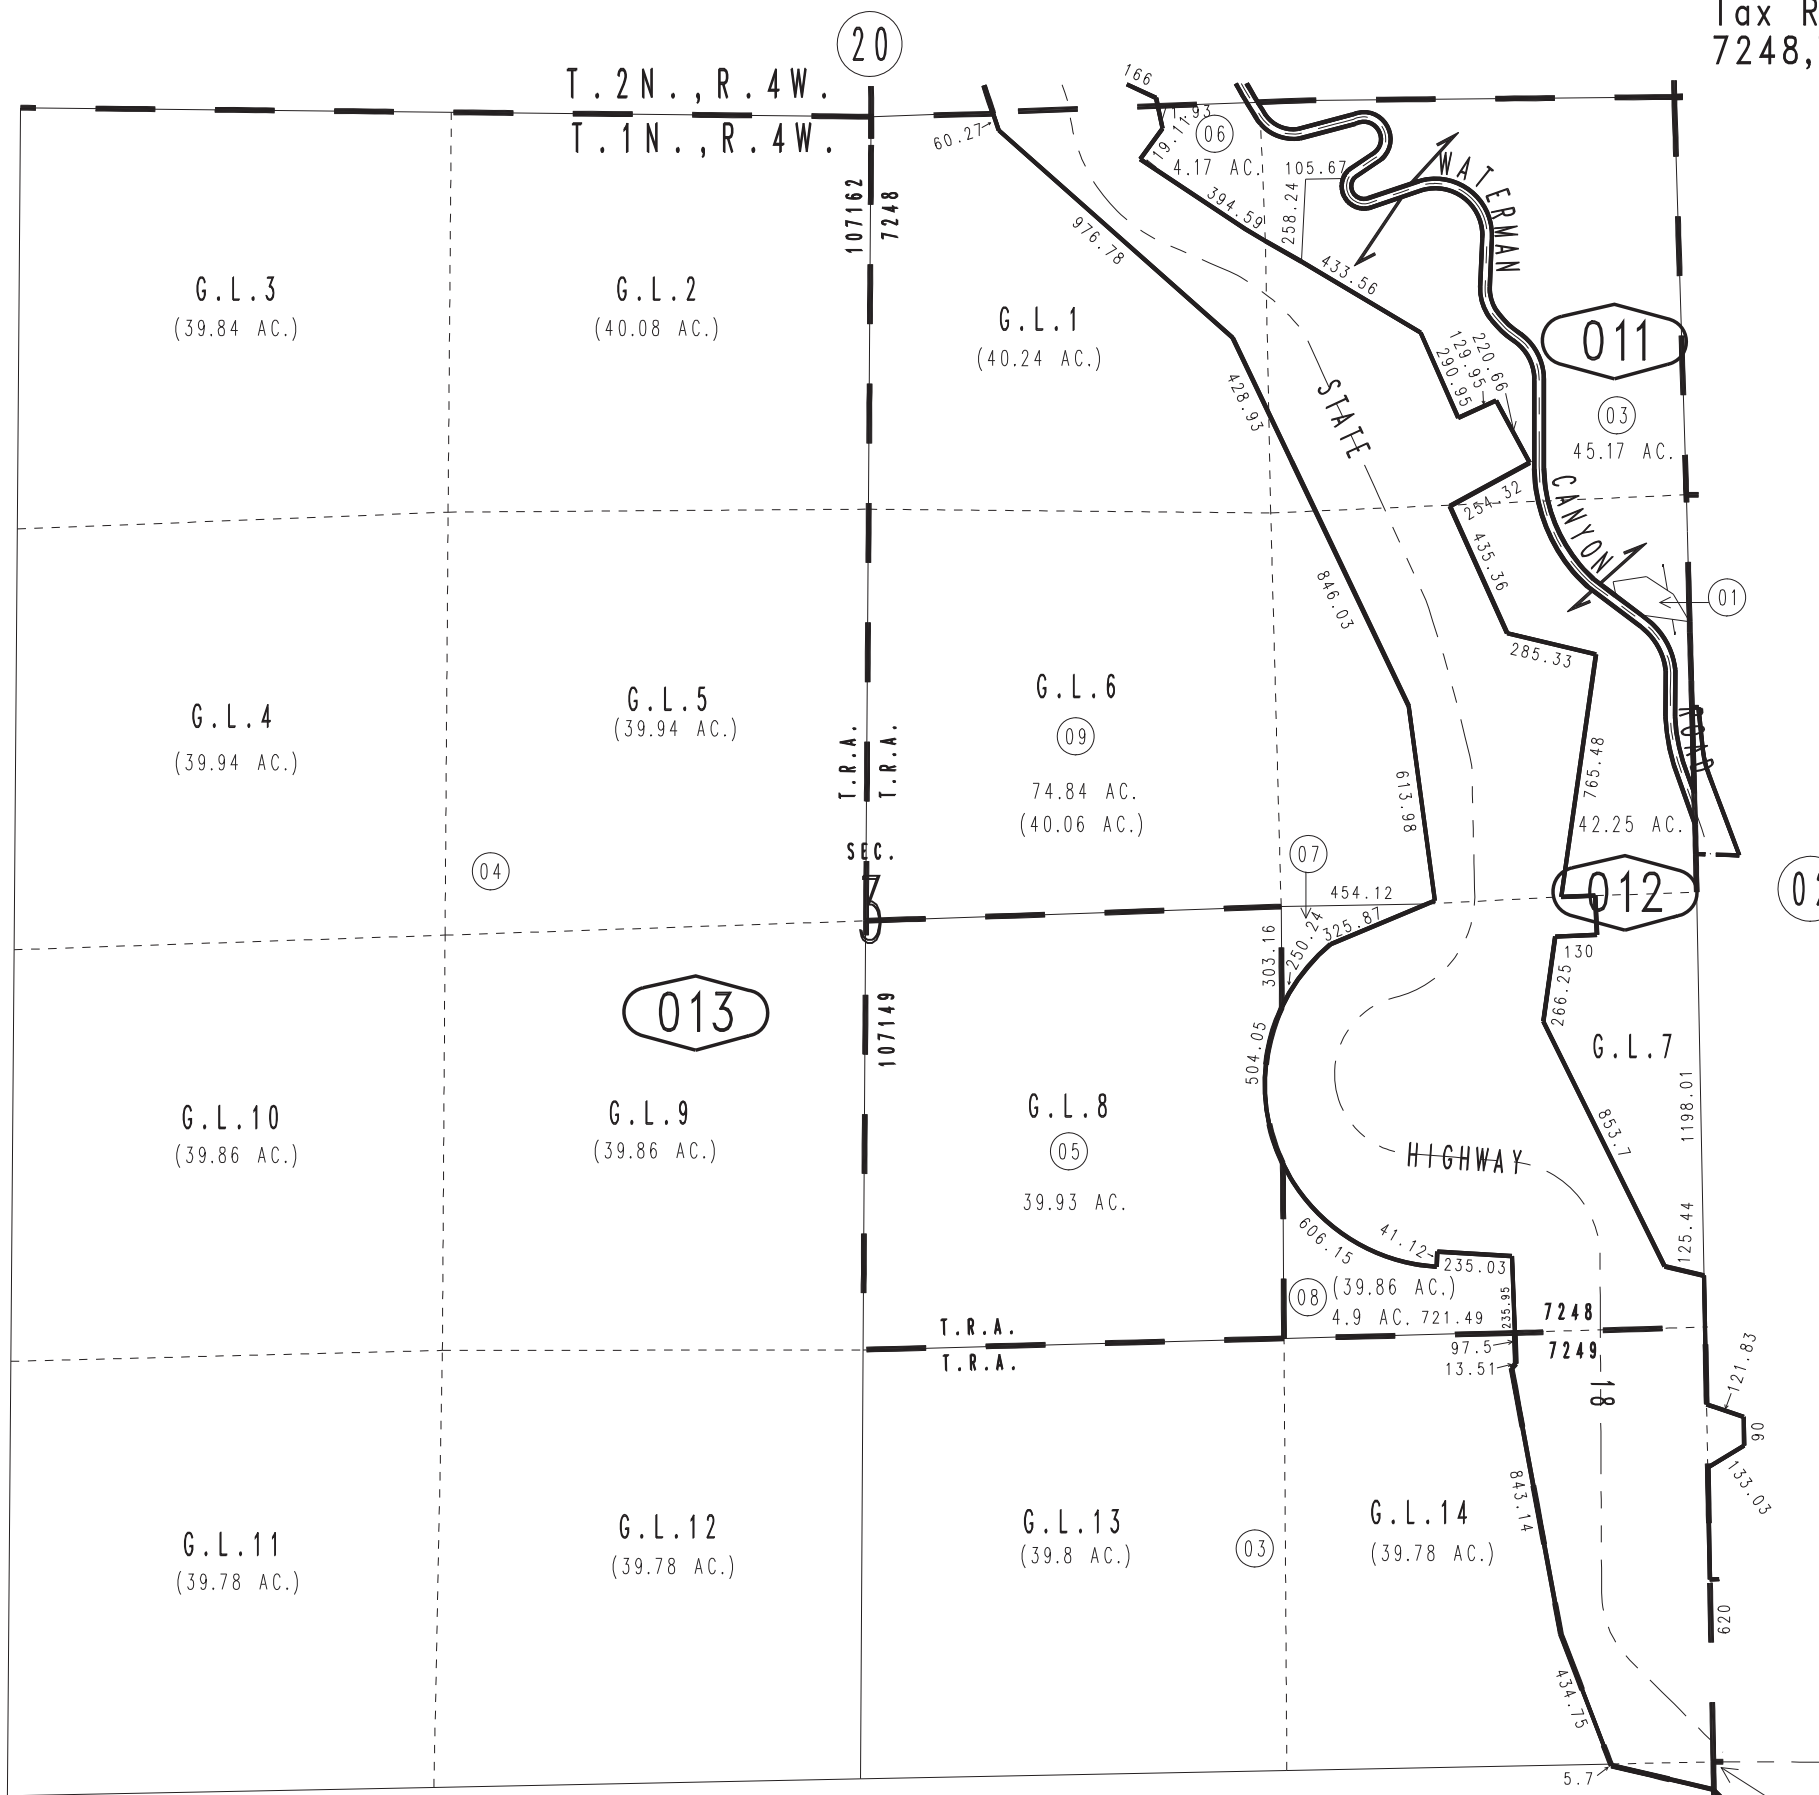 Tax R
7248,
20
T.2N.,R.4W.
T.1N.,R.4W.
166
71.93
19.11
06
4.17 AC.
60.27
105.67
258.24
394.59
433.56
976.78
WATERMAN
107162
7248
G.L.3
(39.84 AC.)
G.L.2
(40.08 AC.)
G.L.1
(40.24 AC.)
011
03
45.17 AC.
220.66
129.95
290.95
428.93
STATE
254.32
CANYON
435.36
846.03
01
285.33
G.L.4
(39.94 AC.)
G.L.5
(39.94 AC.)
G.L.6
09
74.84 AC.
(40.06 AC.)
T.R.A.
T.R.A.
ROAD
765.48
613.98
42.25 AC.
SEC.
3
04
07
454.12
012
325.87
250.24
303.16
130
266.25
013
107149
504.05
G.L.7
1198.01
853.7
G.L.10
(39.86 AC.)
G.L.9
(39.86 AC.)
G.L.8
05
39.93 AC.
HIGHWAY
125.44
606.15
41.12
235.03
235.95
08
(39.86 AC.)
4.9 AC.
721.49
7248
7249
T.R.A.
T.R.A.
97.5
13.51
18
121.83
90
133.03
843.14
G.L.11
(39.78 AC.)
G.L.12
(39.78 AC.)
G.L.13
(39.8 AC.)
03
G.L.14
(39.78 AC.)
620
434.75
5.7